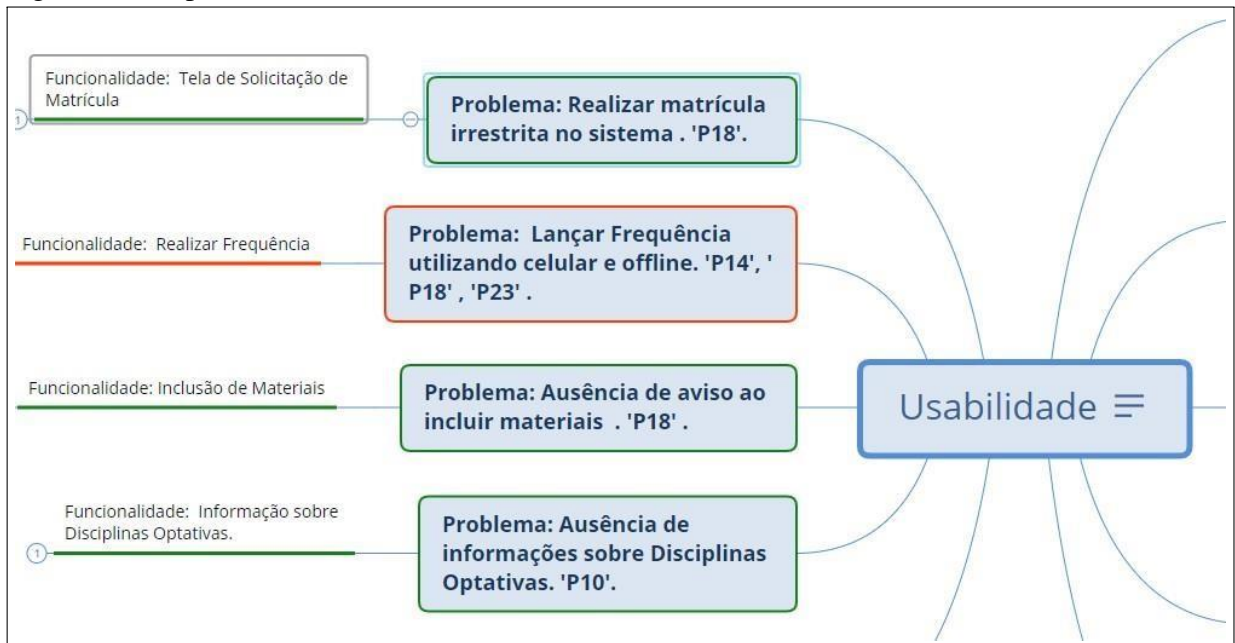 Funcionalidade:  Tela de Solicitação de
Matrícula
1
Problema: Realizar matrícula
irrestrita no sistema . 'P18'.
Funcionalidade:  Realizar Frequência
Problema:  Lançar Frequência
utilizando celular e offline. 'P14', '
P18' , 'P23' .
Funcionalidade: Inclusão de Materiais
Problema: Ausência de aviso ao
incluir materiais  . 'P18' .
Usabilidade
Funcionalidade:  Informação sobre
Disciplinas Optativas.
1
Problema: Ausência de
informações sobre Disciplinas
Optativas. 'P10'.